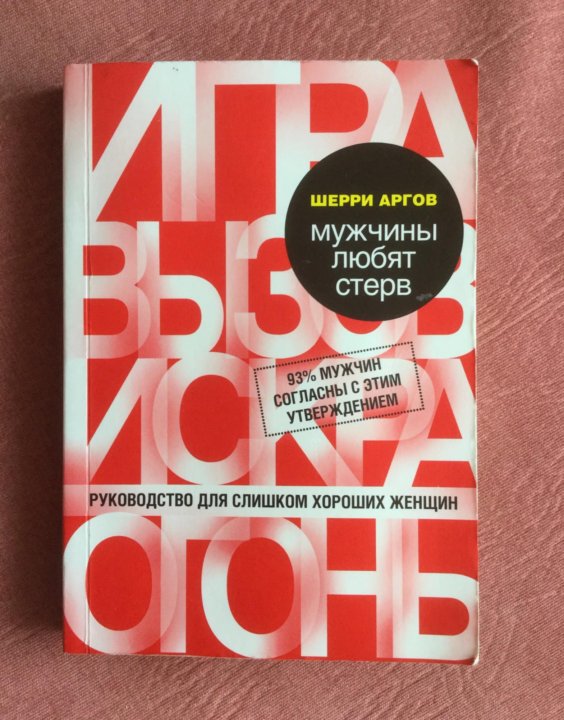 ИГРА
ШЕРРИ АРГОВ
мужчины
любят
стерв
ВЫЗОВ
93% МУЖЧИН
СОГЛАСНЫ С ЭТИМ
УТВЕРЖДЕНИЕМ
ИСКРА
РУКОВОДСТВО ДЛЯ СЛИШКОМ ХОРОШИХ ЖЕНЩИН
ОГОНЬ